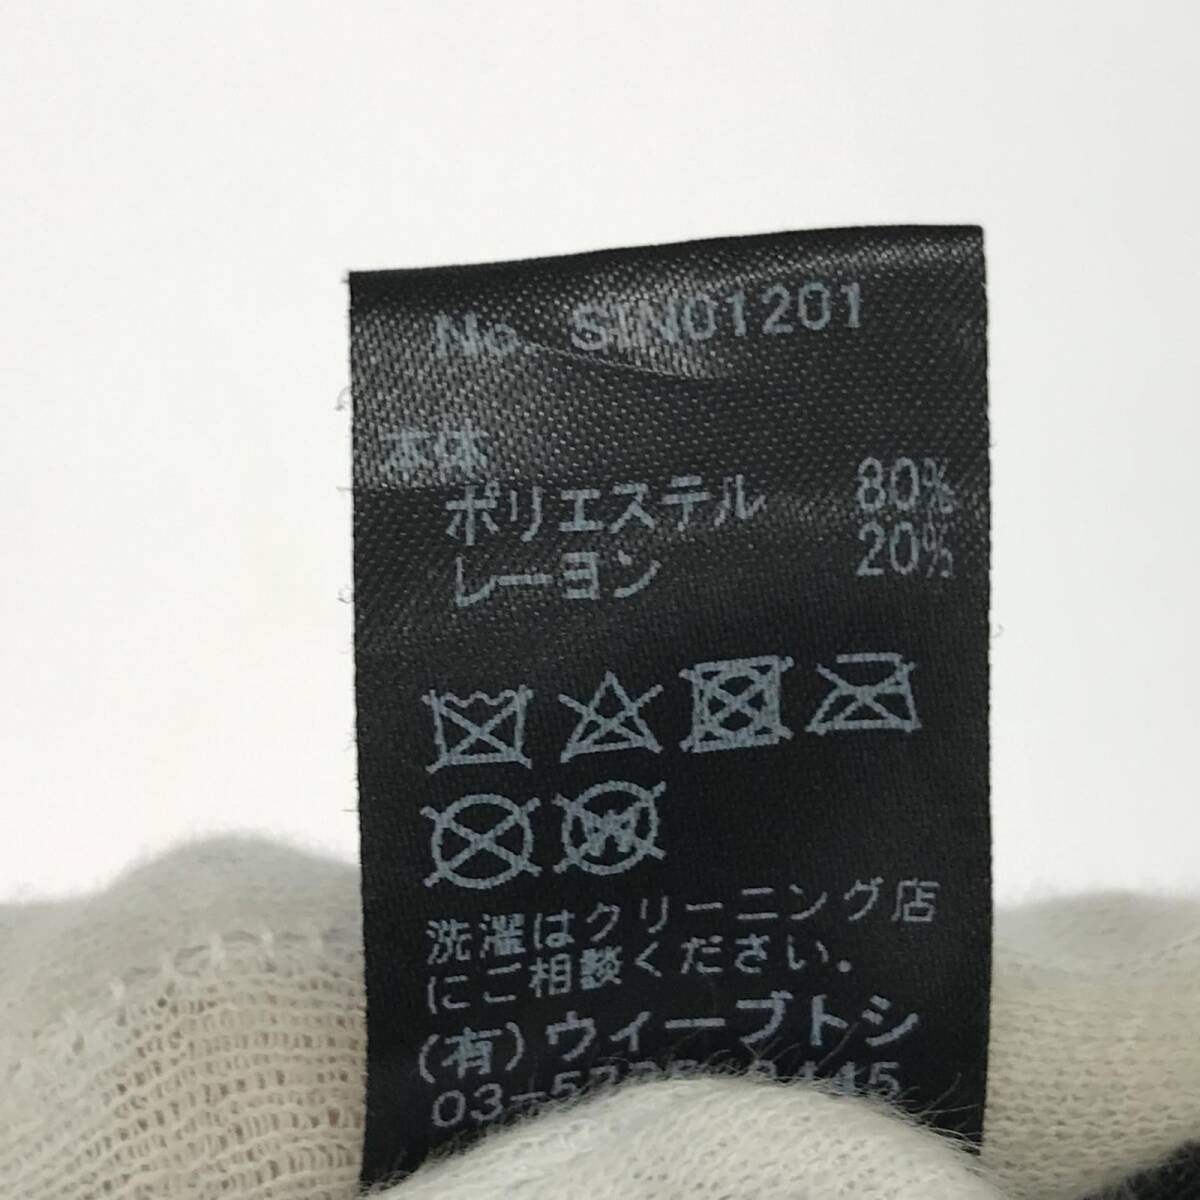 No. SIN01201
本体
ポリエステル 80%
レーヨン 20%
洗濯はクリーニング店
にご相談ください。
(有)ウィーブトシ